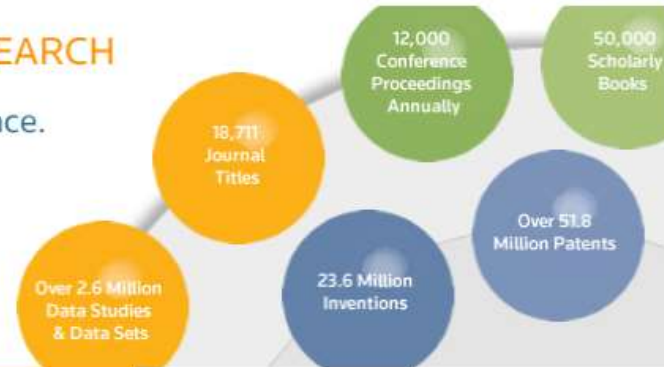 EARCH
nce.
12,000
Conference
Proceedings
Annually
50,000
Scholarly
Books
18,711
Journal
Titles
Over 51.8
Million Patents
Over 2.6 Million
Data Studies
& Data Sets
23.6 Million
Inventions